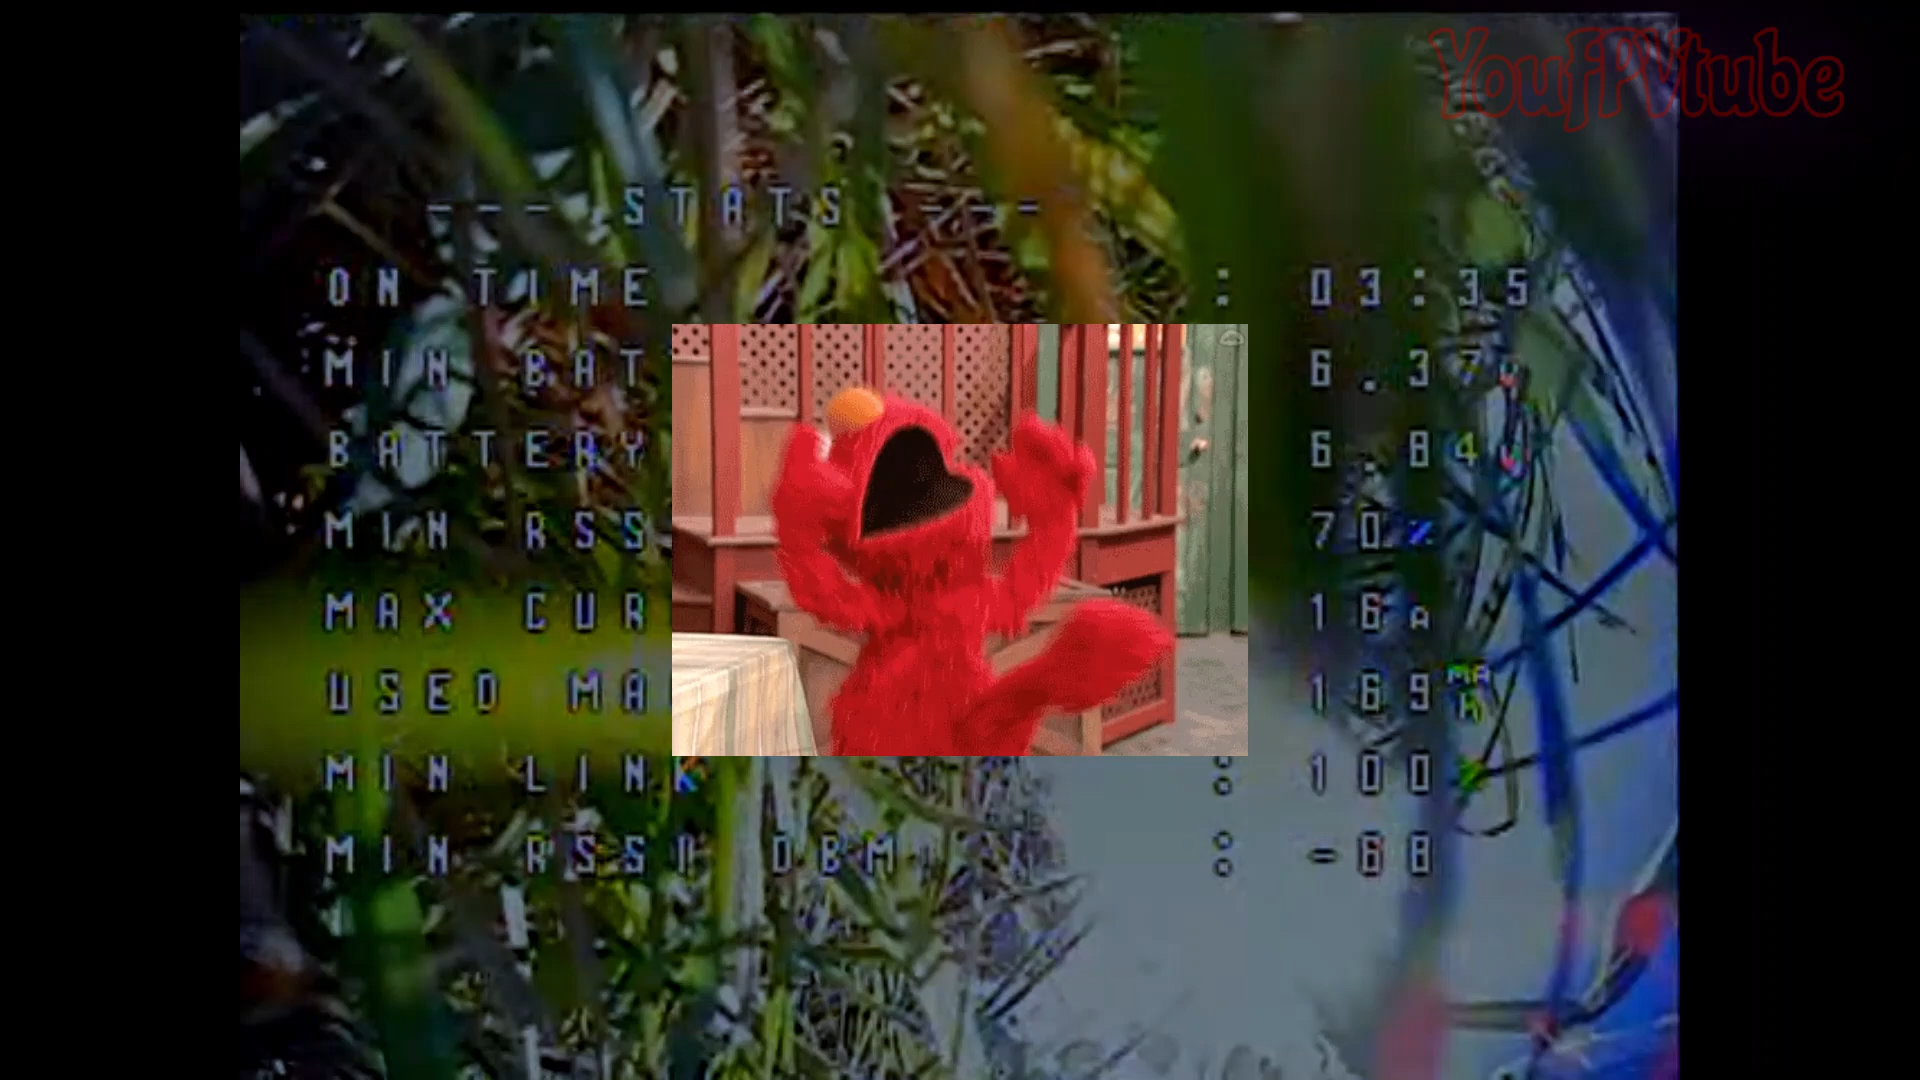 YouFPVtube
--- STATS ---
ON TIME : 03:35
MIN BAT 6.37V
BATTERY 6.84V
MIN RSS 70%
MAX CUR 16A
USED MA 169MAH
MIN LINK : 100%
MIN RSSI DBM : -68